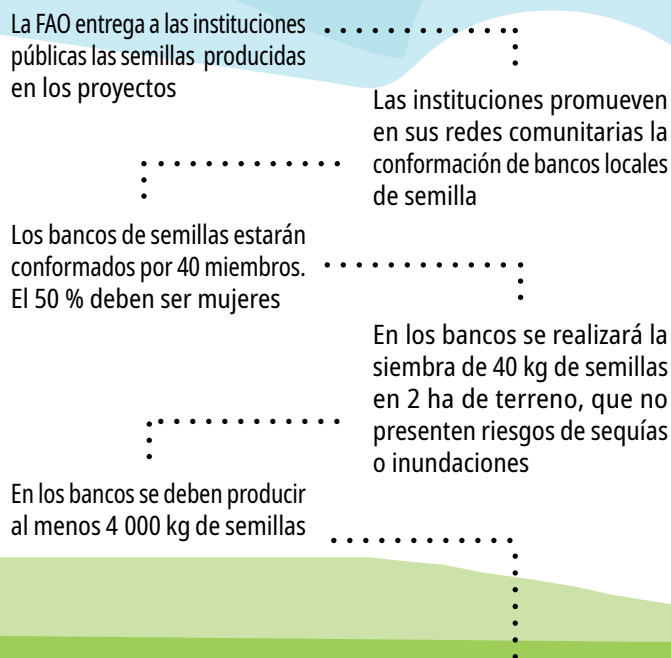 La FAO entrega a las instituciones
públicas las semillas producidas
en los proyectos
Las instituciones promueven
en sus redes comunitarias la
conformación de bancos locales
de semilla
Los bancos de semillas estarán
conformados por 40 miembros.
El 50 % deben ser mujeres
En los bancos se realizará la
siembra de 40 kg de semillas
en 2 ha de terreno, que no
presenten riesgos de sequías
o inundaciones
En los bancos se deben producir
al menos 4 000 kg de semillas